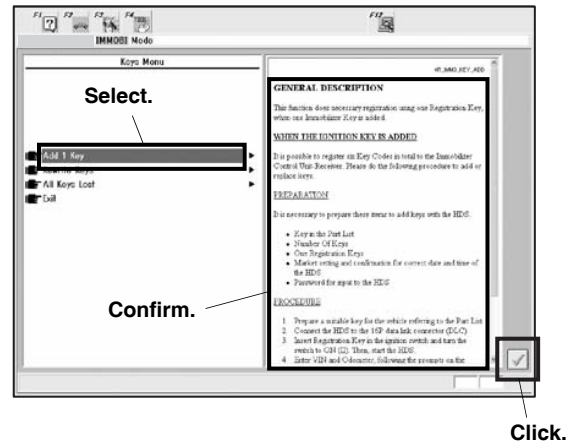 F1 F2 F3 F4 F12
IMMOBI Mode
Keys Menu
Select.
Add 1 Key
Rewrite Keys
All Keys Lost
Exit
Confirm.
GENERAL DESCRIPTION
This function does necessary registration using one Registration Key,
when one Immobilizer Key is added.
WHEN THE IGNITION KEY IS ADDED
It is possible to register six Key Codes in total to the Immobilizer
Control Unit-Receiver. Please do the following procedure to add or
replace keys.
PREPARATION
It is necessary to prepare these items to add keys with the HDS.
• Key in the Part List
• Number Of Keys
• One Registration Keys
• Market setting and confirmation for correct date and time of
the HDS
• Password for input to the HDS
PROCEDURE
1 Prepare a suitable key for the vehicle referring to the Part List
2 Connect the HDS to the 16P data link connector (DLC)
3 Insert Registration Key in the ignition switch and turn the
switch to ON (II). Then, start the HDS.
4 Enter VIN and Odometer, following the prompts on the
Click.